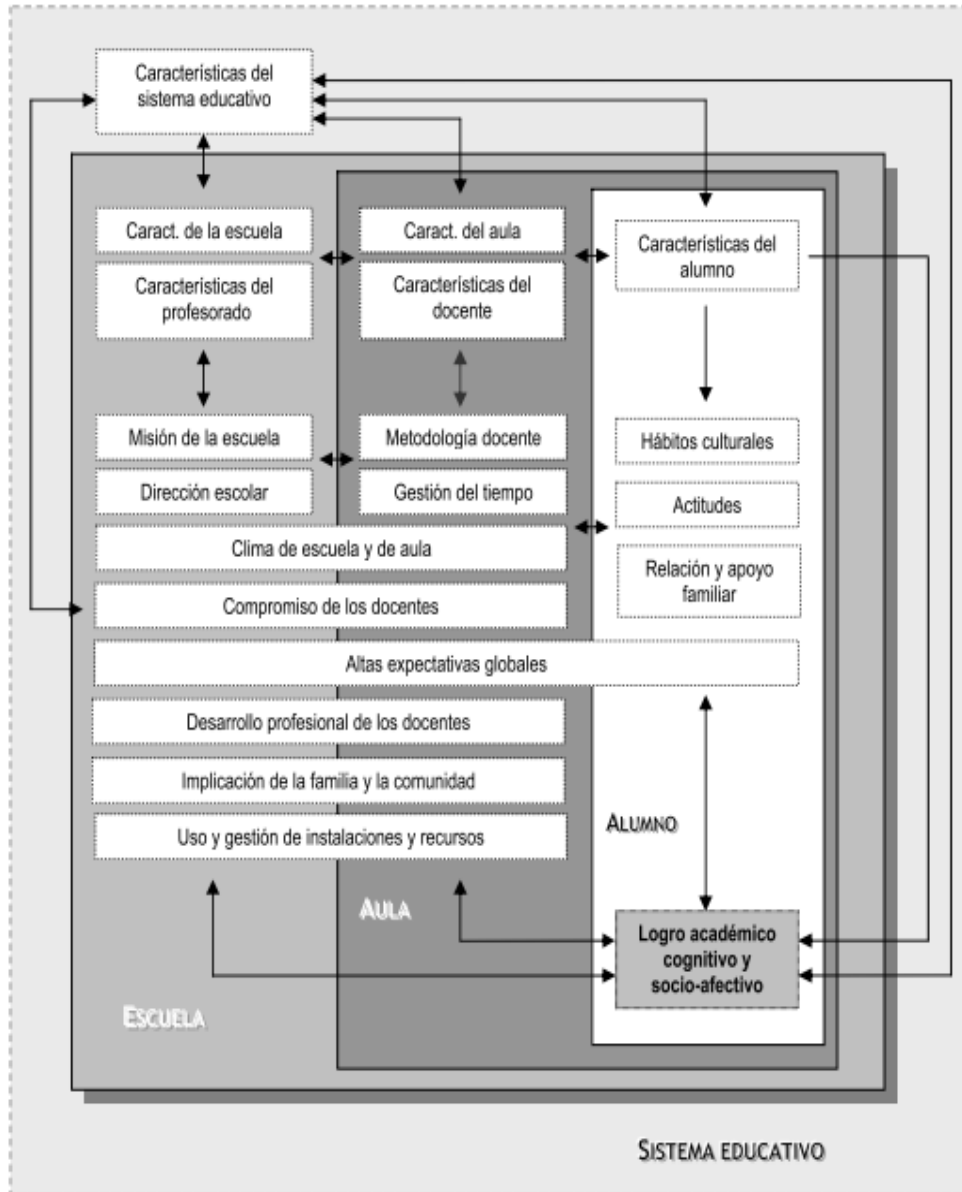 Características del
sistema educativo
Caract. de la escuela
Caract. del aula
Características del
alumno
Características del
profesorado
Características del
docente
Misión de la escuela
Metodología docente
Hábitos culturales
Dirección escolar
Gestión del tiempo
Actitudes
Clima de escuela y de aula
Relación y apoyo
familiar
Compromiso de los docentes
Altas expectativas globales
Desarrollo profesional de los docentes
Implicación de la familia y la comunidad
Uso y gestión de instalaciones y recursos
ALUMNO
AULA
Logro académico
cognitivo y
socio-afectivo
ESCUELA
SISTEMA EDUCATIVO